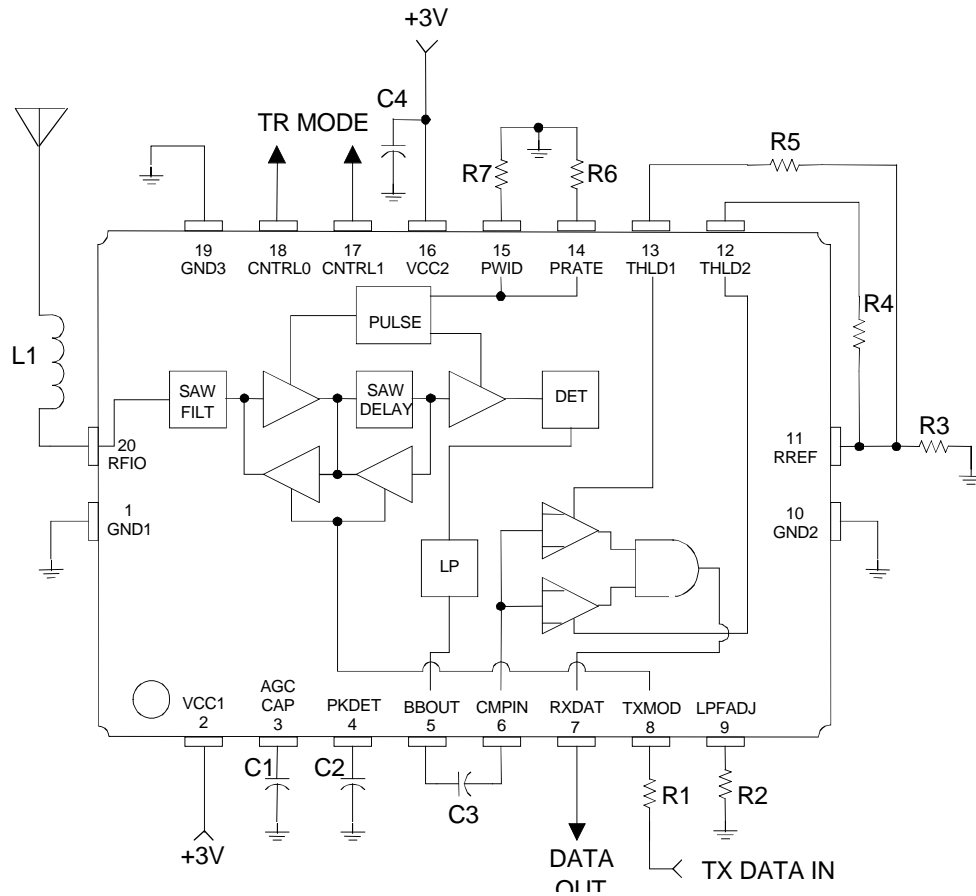 +3V
C4
TR MODE
R7
R6
R5
19
GND3
18
CNTRL0
17
CNTRL1
16
VCC2
15
PWID
14
PRATE
13
THLD1
12
THLD2
PULSE
R4
L1
SAW
FILT
SAW
DELAY
DET
20
RFIO
11
RREF
R3
1
GND1
10
GND2
LP
VCC1
2
AGC
CAP
3
PKDET
4
BBOUT
5
CMPIN
6
RXDAT
7
TXMOD
8
LPFADJ
9
C1
C2
C3
R1
R2
+3V
DATA
OUT
TX DATA IN